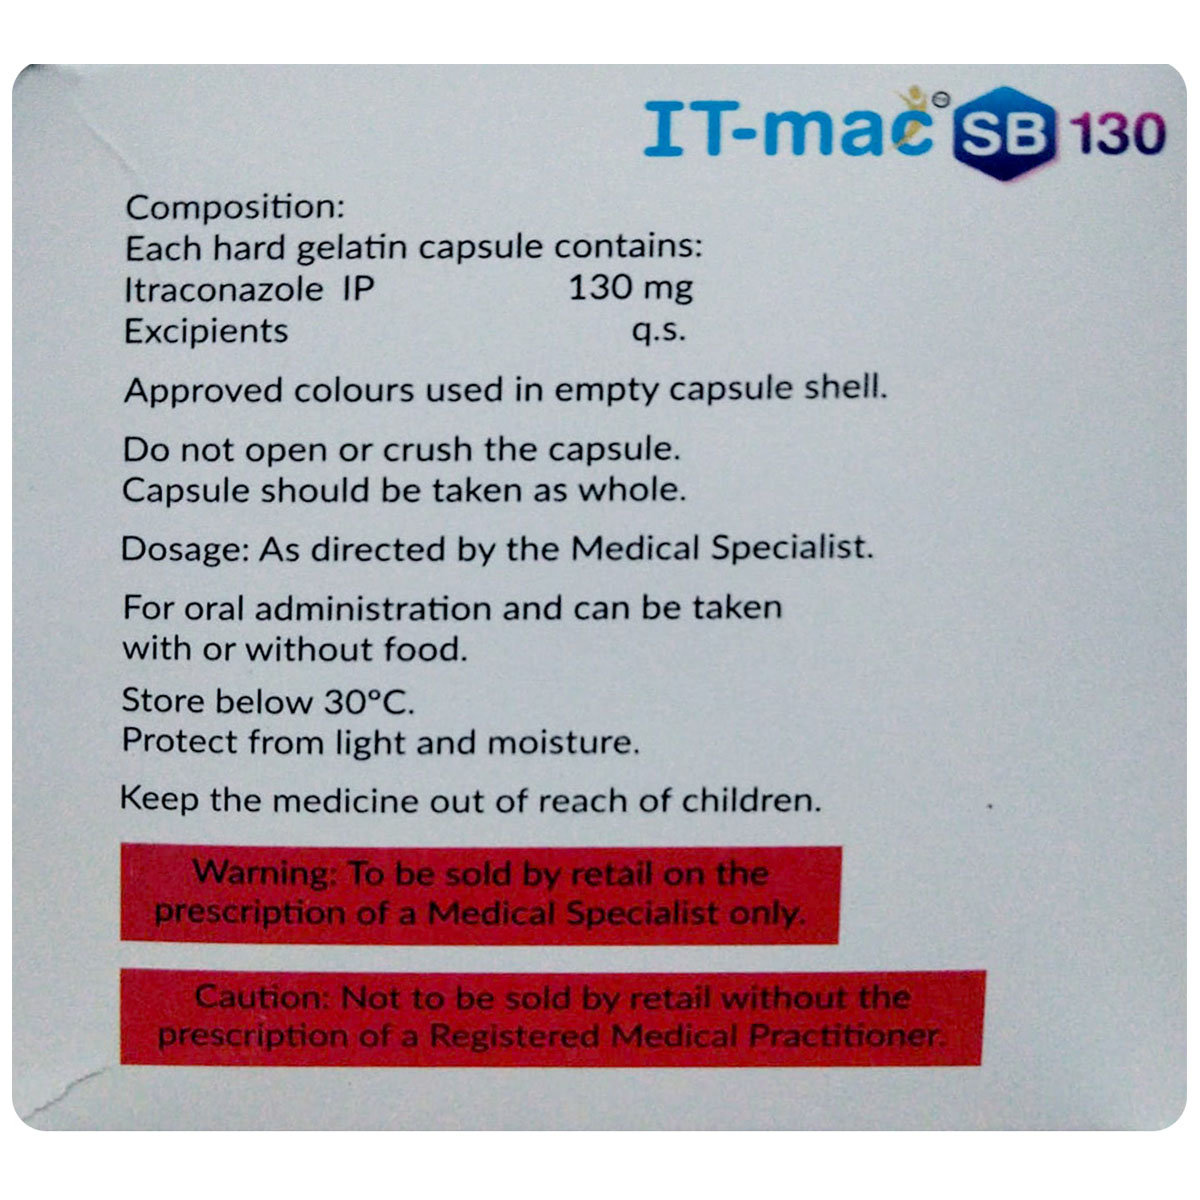 IT-mac SB 130
Composition:
Each hard gelatin capsule contains:
Itraconazole IP 130 mg
Excipients q.s.
Approved colours used in empty capsule shell.
Do not open or crush the capsule.
Capsule should be taken as whole.
Dosage: As directed by the Medical Specialist.
For oral administration and can be taken
with or without food.
Store below 30°C.
Protect from light and moisture.
Keep the medicine out of reach of children.
Warning: To be sold by retail on the
prescription of a Medical Specialist only.
Caution: Not to be sold by retail without the
prescription of a Registered Medical Practitioner.